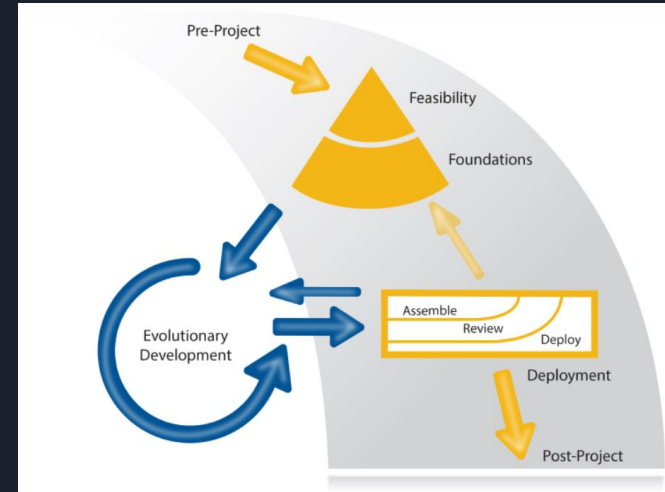 Pre-Project
Feasibility
Foundations
Evolutionary
Development
Assemble
Review
Deploy
Deployment
Post-Project